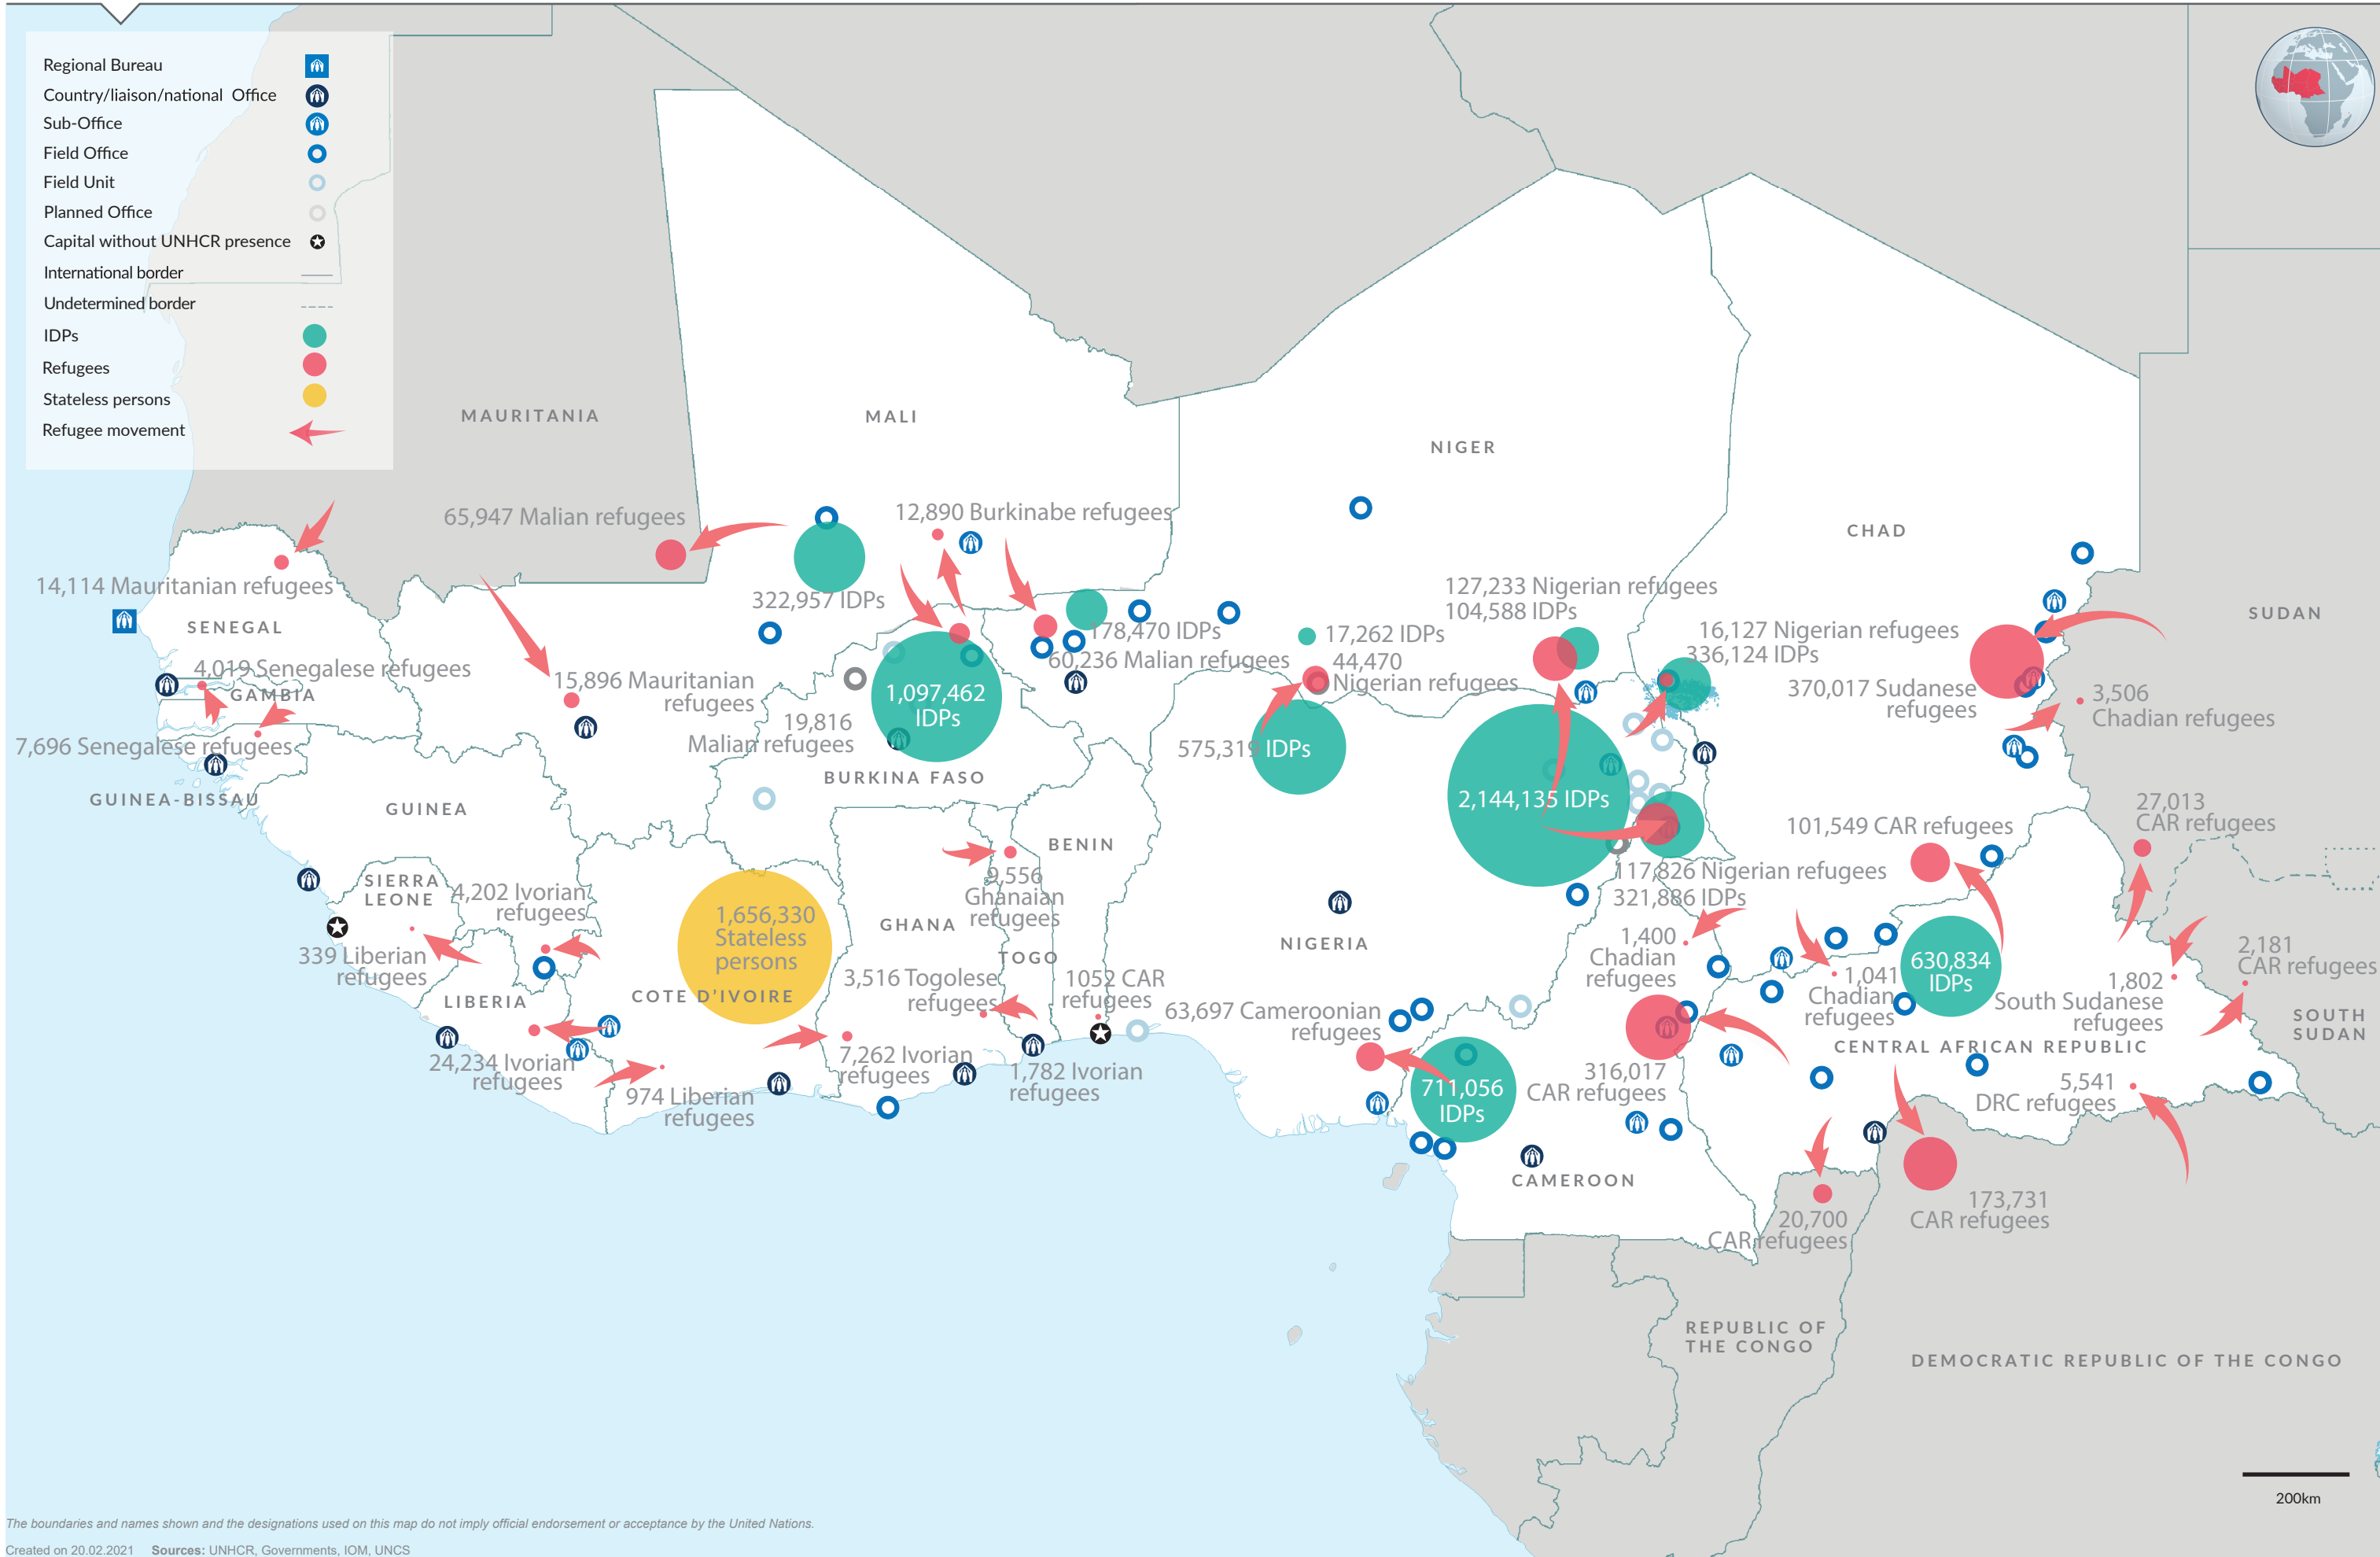 Regional Bureau
Country/liaison/national Office
Sub-Office
Field Office
Field Unit
Planned Office
Capital without UNHCR presence
International border
Undetermined border
IDPs
Refugees
Stateless persons
Refugee movement
MAURITANIA
MALI
NIGER
CHAD
SUDAN
65,947 Malian refugees
12,890 Burkinabe refugees
14,114 Mauritanian refugees
322,957 IDPs
127,233 Nigerian refugees
104,588 IDPs
SENEGAL
178,470 IDPs
17,262 IDPs
16,127 Nigerian refugees
336,124 IDPs
60,236 Malian refugees
44,470
Nigerian refugees
4,019 Senegalese refugees
GAMBIA
15,896 Mauritanian
refugees
1,097,462
IDPs
370,017 Sudanese
refugees
3,506
Chadian refugees
19,816
Malian refugees
7,696 Senegalese refugees
575,319 IDPs
BURKINA FASO
GUINEA-BISSAU
GUINEA
2,144,135 IDPs
27,013
CAR refugees
101,549 CAR refugees
BENIN
9,556
Ghanaian
refugees
117,826 Nigerian refugees
321,886 IDPs
SIERRA
LEONE
4,202 Ivorian
refugees
1,656,330
Stateless
persons
GHANA
NIGERIA
1,400
Chadian
refugees
339 Liberian
refugees
TOGO
630,834
IDPs
2,181
CAR refugees
3,516 Togolese
refugees
1052 CAR
refugees
1,041
Chadian
refugees
1,802
South Sudanese
refugees
LIBERIA
COTE D'IVOIRE
63,697 Cameroonian
refugees
SOUTH
SUDAN
24,234 Ivorian
refugees
7,262 Ivorian
refugees
1,782 Ivorian
refugees
CENTRAL AFRICAN REPUBLIC
974 Liberian
refugees
711,056
IDPs
316,017
CAR refugees
5,541
DRC refugees
CAMEROON
20,700
CAR refugees
173,731
CAR refugees
REPUBLIC OF
THE CONGO
DEMOCRATIC REPUBLIC OF THE CONGO
200km
The boundaries and names shown and the designations used on this map do not imply official endorsement or acceptance by the United Nations.
Created on 20.02.2021 Sources: UNHCR, Governments, IOM, UNCS